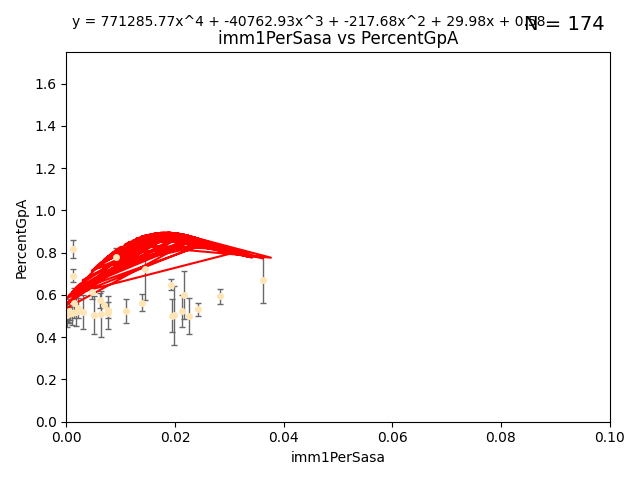 y = 771285.77x^4 + -40762.93x^3 + -217.68x^2 + 29.98x + 0.58
N = 174
imm1PerSasa vs PercentGpA
PercentGpA
1.6
1.4
1.2
1.0
0.8
0.6
0.4
0.2
0.0
0.00 0.02 0.04 0.06 0.08 0.10
imm1PerSasa